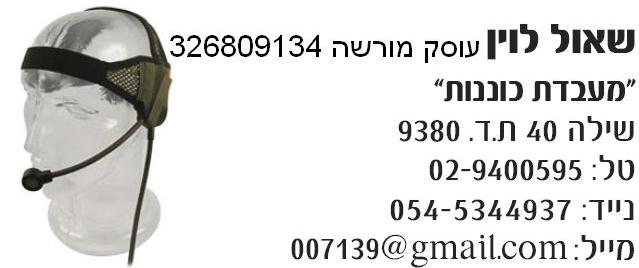 שאול לוין עוסק מורשה 326809134
"מעבדת כוננות"
שילה 40 ת.ד. 9380
טל: 02-9400595
נייד: 054-5344937
מייל: 007139@gmail.com